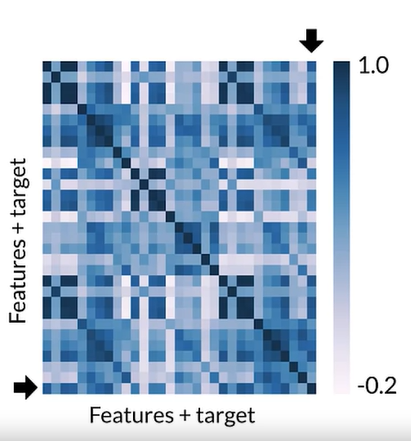 1.0
Features + target
-0.2
Features + target